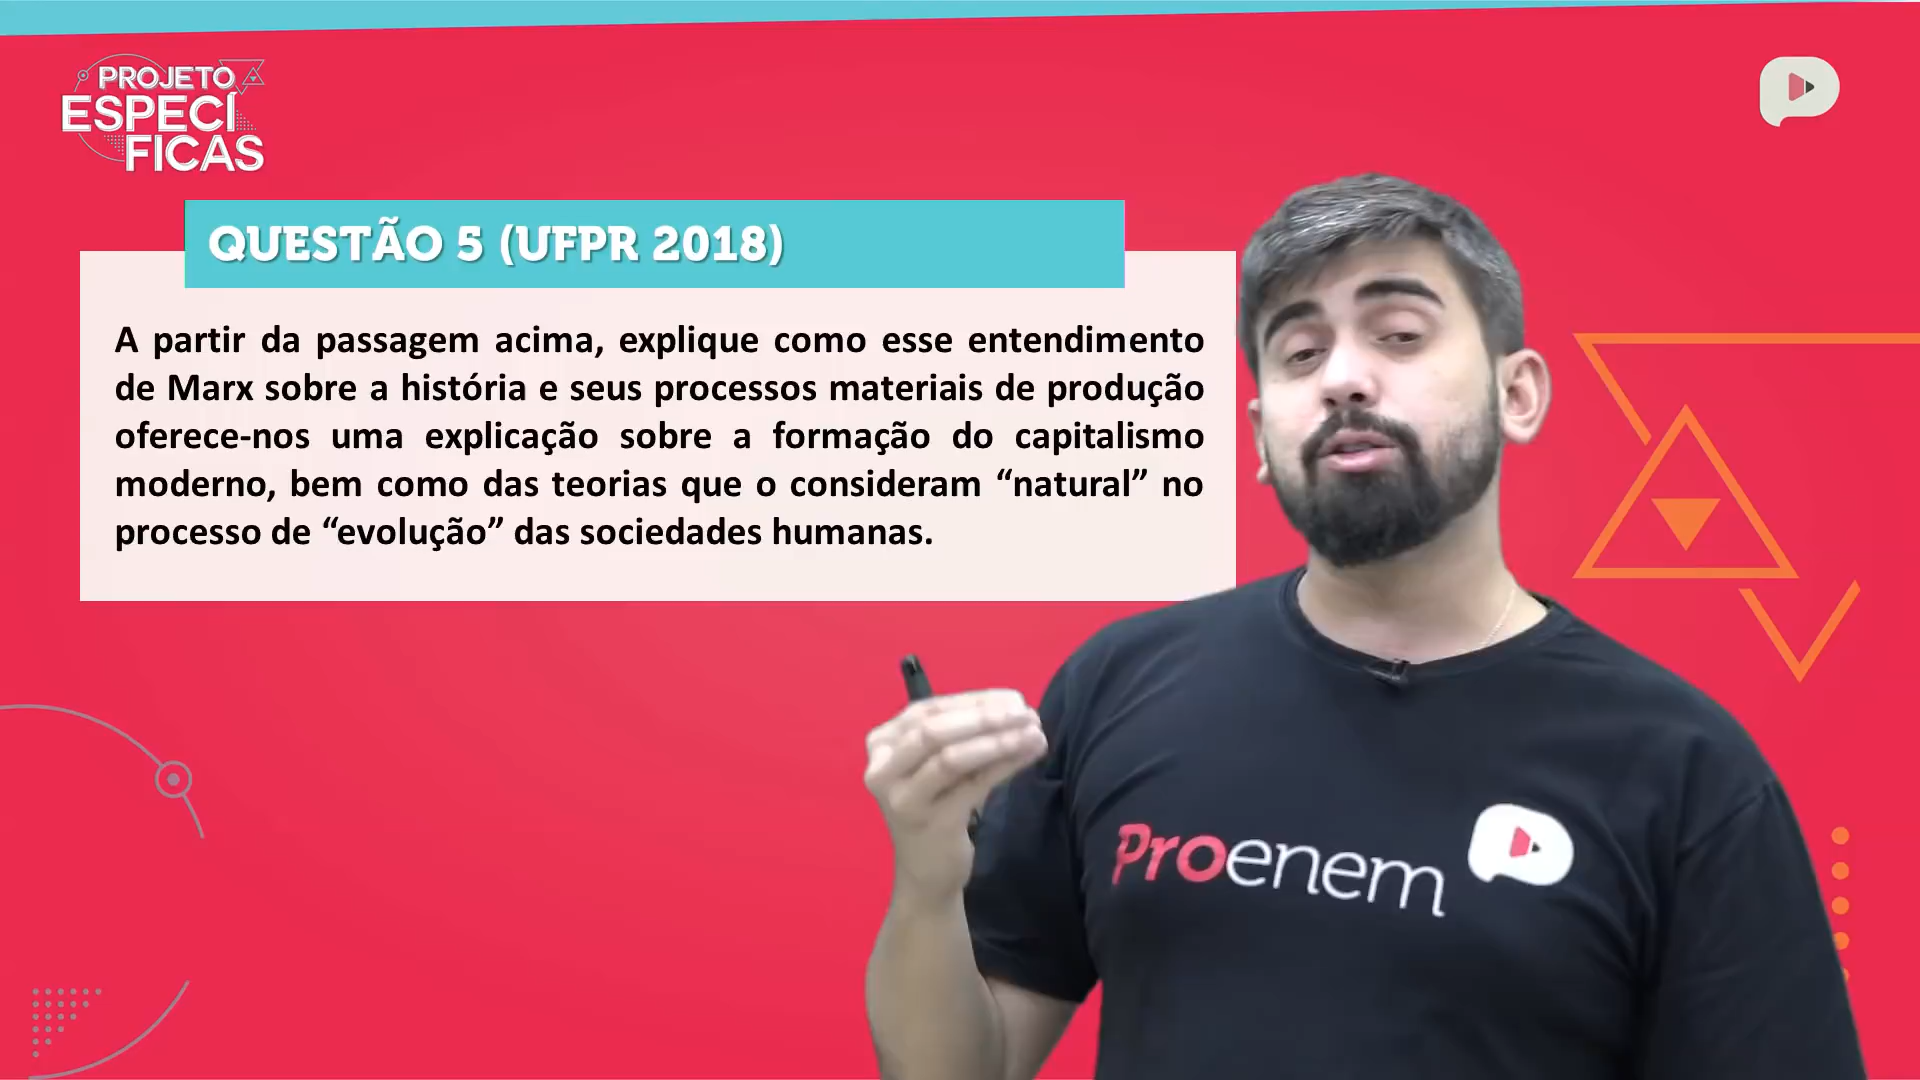 PROJETO
ESPECÍ
FICAS
QUESTÃO 5 (UFPR 2018)
A partir da passagem acima, explique como esse entendimento
de Marx sobre a história e seus processos materiais de produção
oferece-nos uma explicação sobre a formação do capitalismo
moderno, bem como das teorias que o consideram “natural” no
processo de “evolução” das sociedades humanas.
Proenem